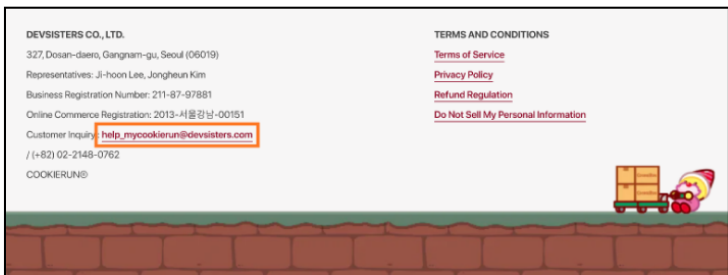 DEVSISTERS CO., LTD.
327, Dosan-daero, Gangnam-gu, Seoul (06019)
Representatives: Ji-hoon Lee, Jongheun Kim
Business Registration Number: 211-87-97881
Online Commerce Registration: 2013-서울강남-00151
Customer Inquiry: help_mycookierun@devsisters.com
/ (+82) 02-2148-0762
COOKIERUN®
TERMS AND CONDITIONS
Terms of Service
Privacy Policy
Refund Regulation
Do Not Sell My Personal Information